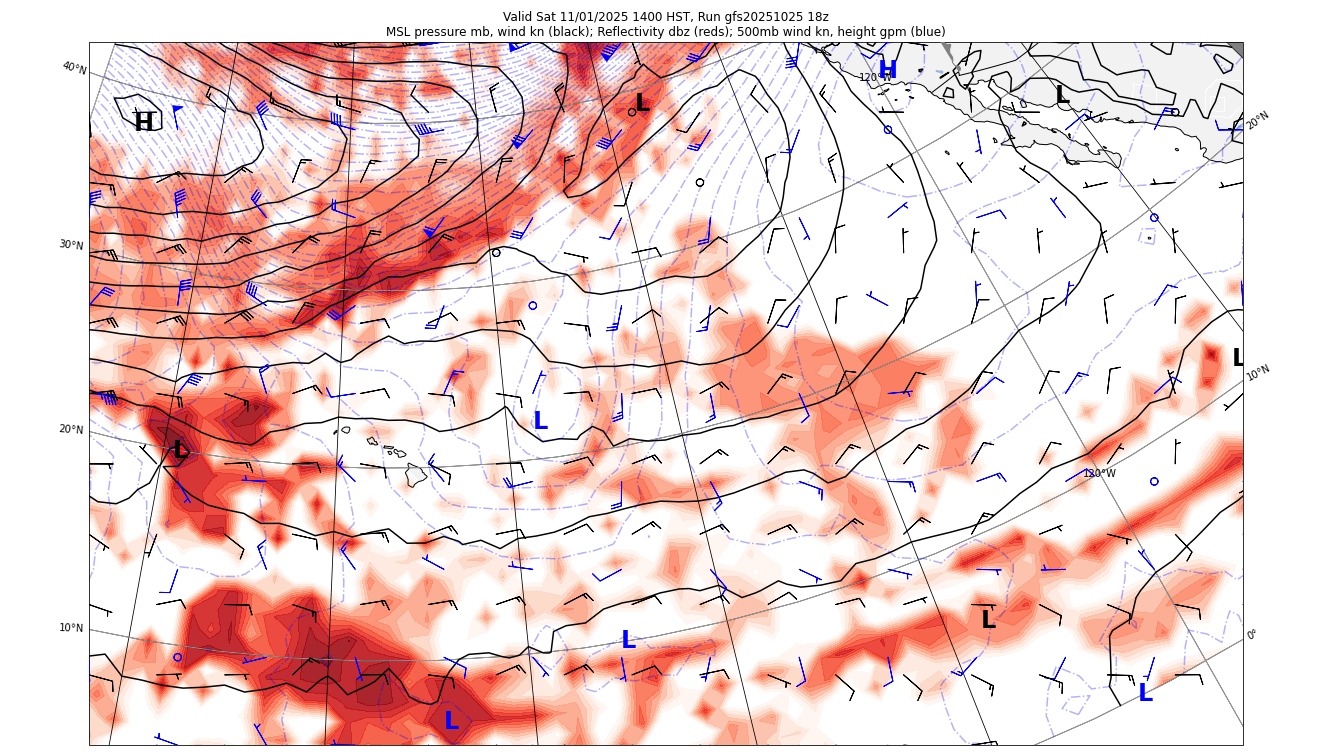 Valid Sat 11/01/2025 1400 HST, Run gfs20251025 18z
MSL pressure mb, wind kn (black); Reflectivity dbz (reds); 500mb wind kn, height gpm (blue)
40°N
H
120°W
L
L
20°N
H
30°N
L
10°N
L
20°N
L
120°W
L
0°
10°N
L
L
L